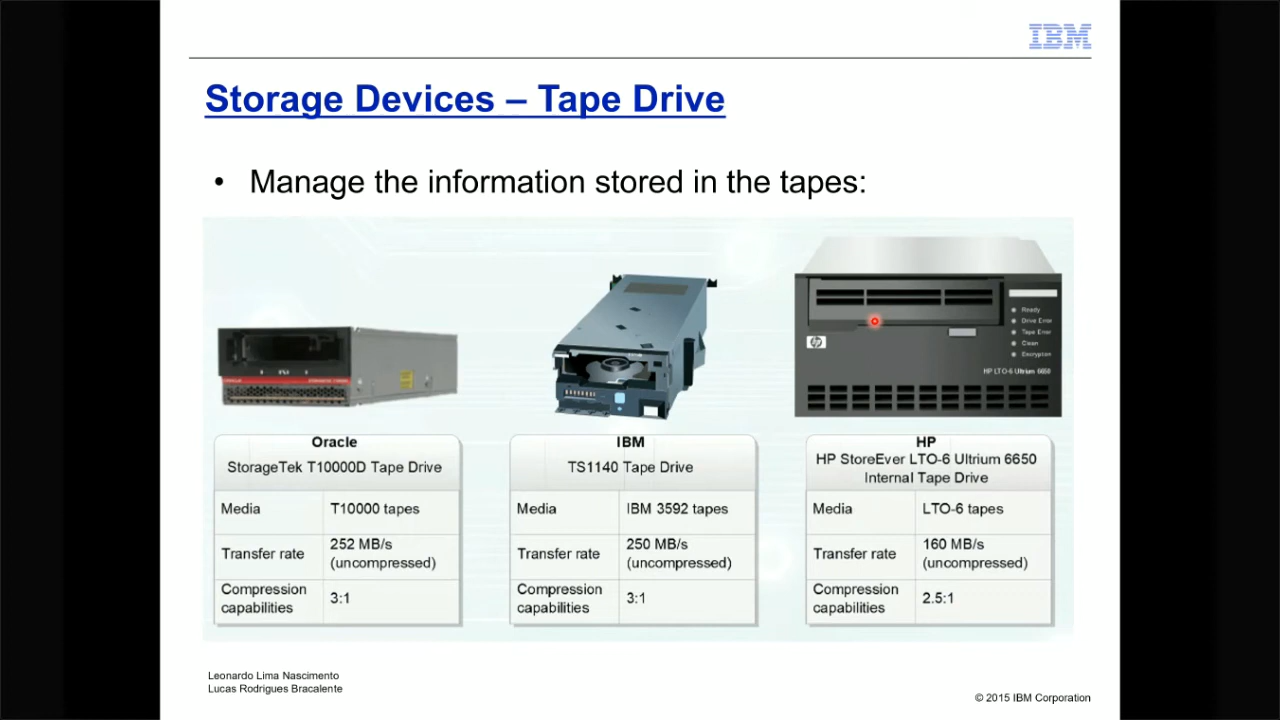 IBM
Storage Devices – Tape Drive
• Manage the information stored in the tapes:
Ready
Drive Error
Tape Error
Clean
Encryption
hp
HP LTO-6 Ultrium 6650
Oracle
StorageTek T10000D Tape Drive
Media T10000 tapes
Transfer rate 252 MB/s
(uncompressed)
Compression
capabilities 3:1
IBM
TS1140 Tape Drive
Media IBM 3592 tapes
Transfer rate 250 MB/s
(uncompressed)
Compression
capabilities 3:1
HP
HP StoreEver LTO-6 Ultrium 6650
Internal Tape Drive
Media LTO-6 tapes
Transfer rate 160 MB/s
(uncompressed)
Compression
capabilities 2.5:1
Leonardo Lima Nascimento
Lucas Rodrigues Bracalente
© 2015 IBM Corporation